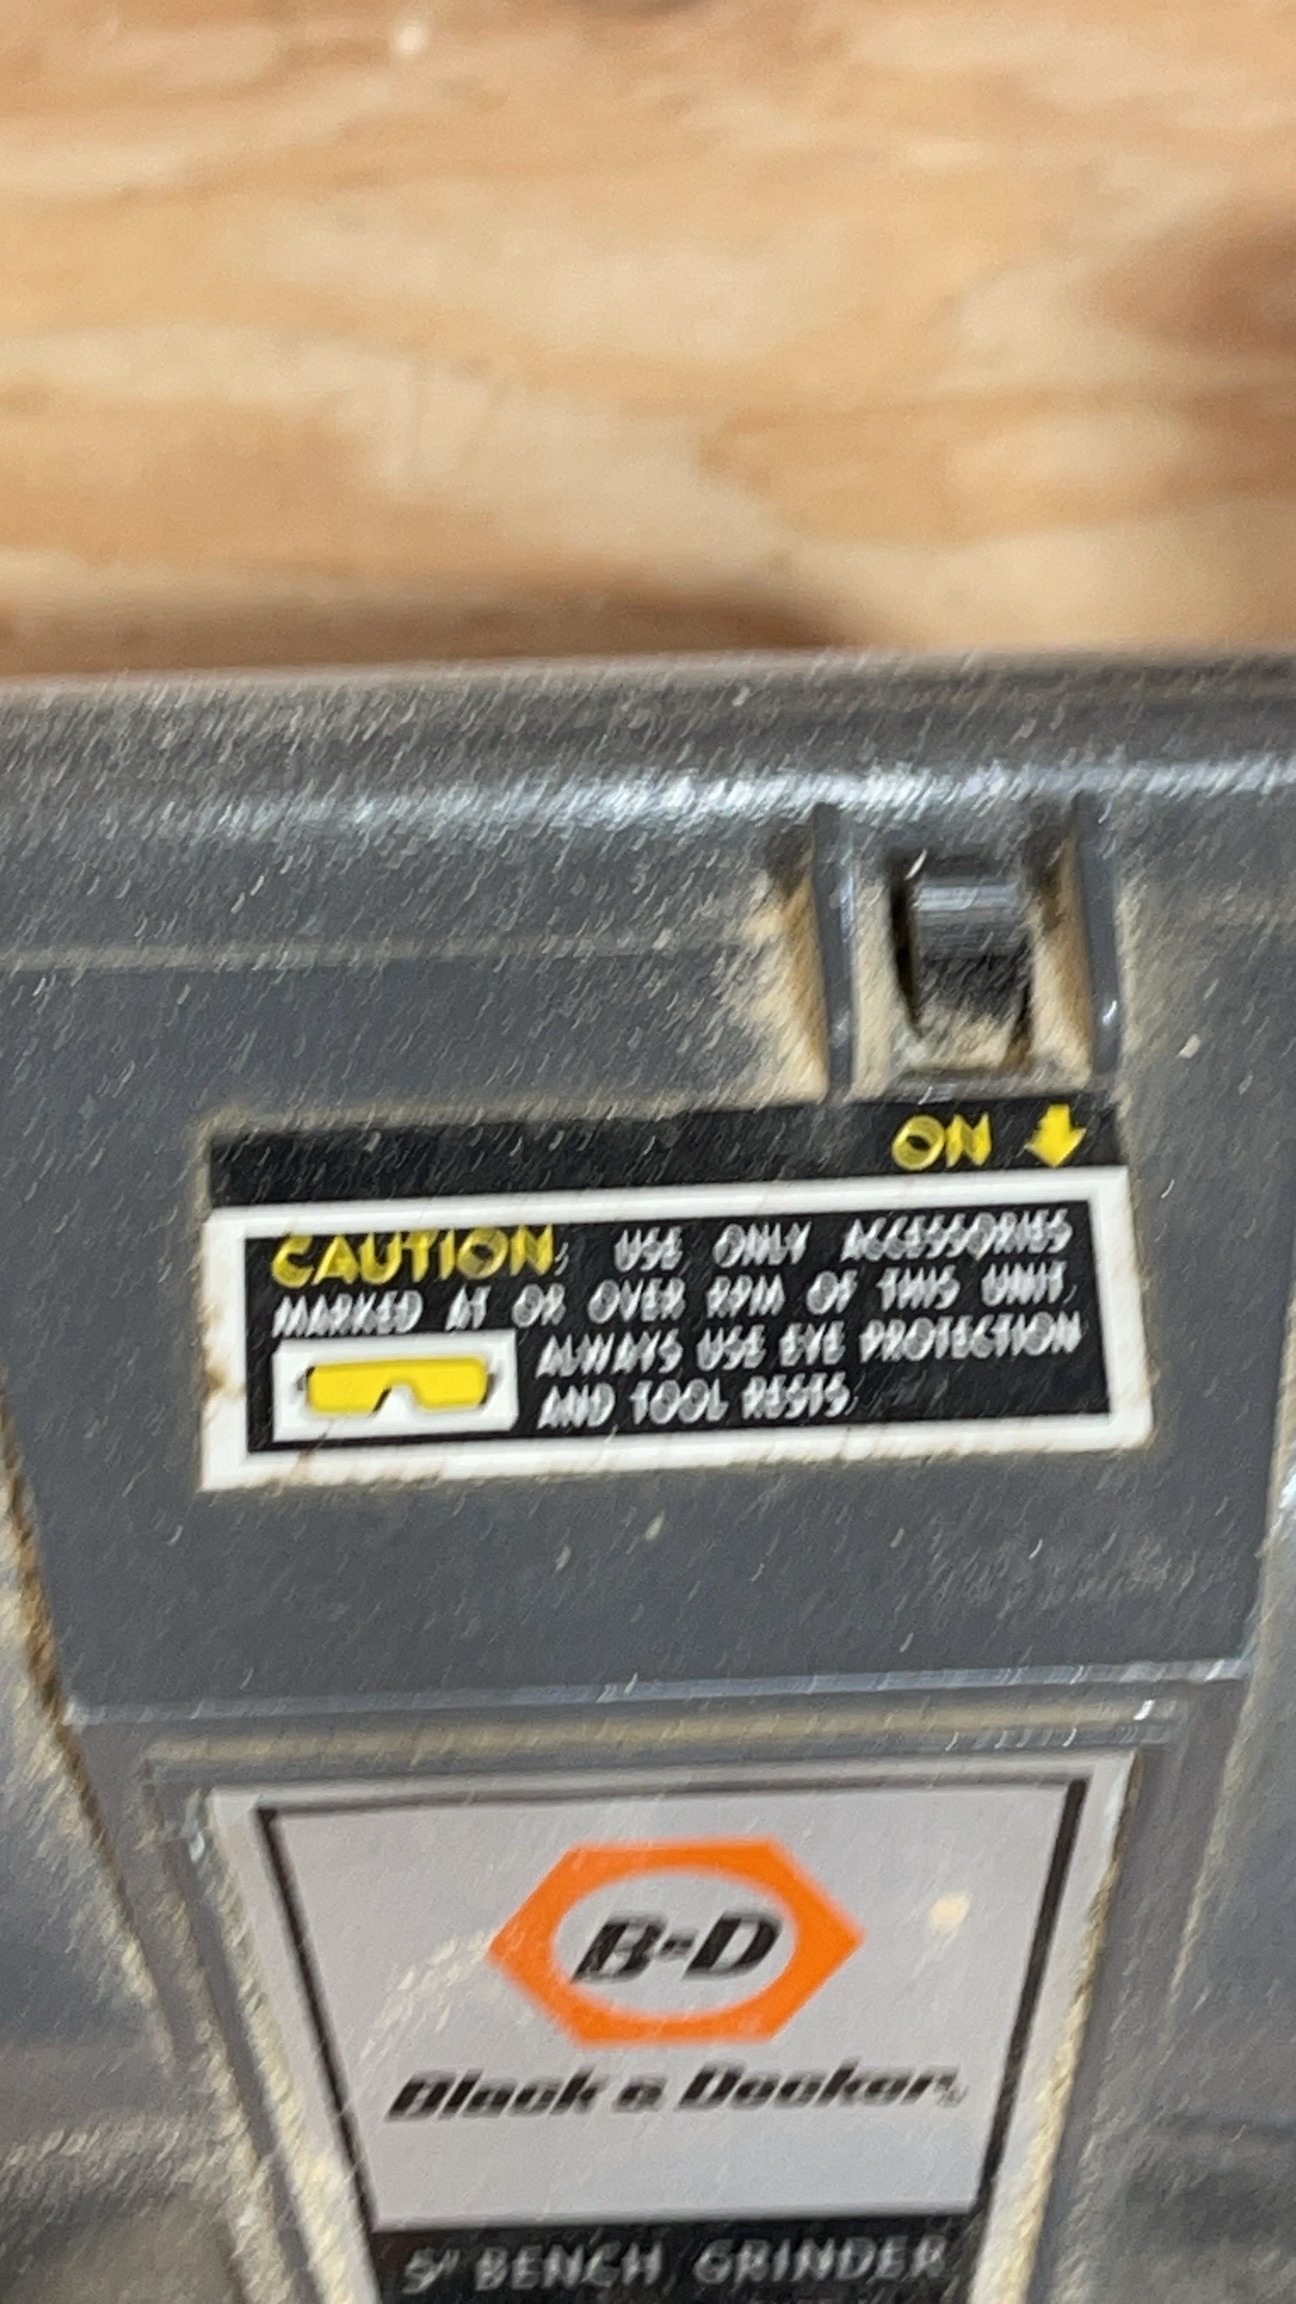 ON
CAUTION: USE ONLY ACCESSORIES
MARKED AT OR OVER RPM OF THIS UNIT.
ALWAYS USE EYE PROTECTION
AND TOOL RESTS.
B-D
Black & Decker®
5" BENCH GRINDER